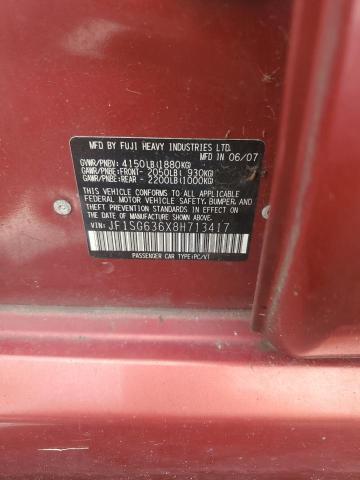 MFD BY FUJI HEAVY INDUSTRIES LTD.
MFD IN 06/07
GVWR/PNBV: 4150LB(1880KG)
GAWR/PNBE:FRONT- 2050LB( 930KG)
GAWR/PNBE:REAR - 2200LB(1000KG)
THIS VEHICLE CONFORMS TO ALL APPLICABLE
FEDERAL MOTOR VEHICLE SAFETY, BUMPER,
AND THEFT PREVENTION STANDARDS IN EFFECT
ON THE DATE OF MANUFACTURE SHOWN ABOVE.
VIN: JF1SG636X8H713417
PASSENGER CAR TYPE:PC/VT